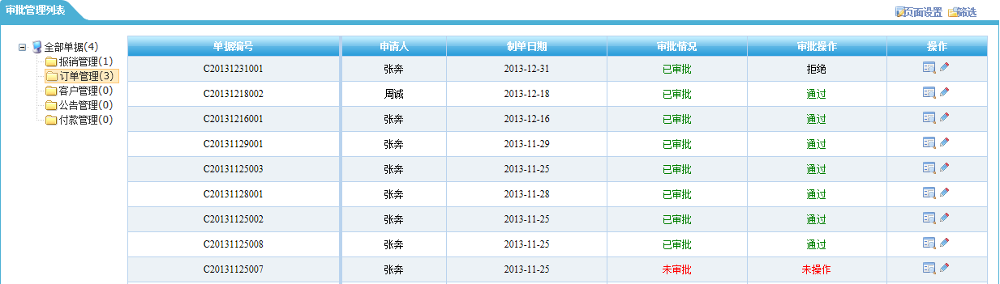 审批管理列表
页面设置 筛选
全部单据(4)
报销管理(1)
订单管理(3)
客户管理(0)
公告管理(0)
付款管理(0)
单据编号 申请人 制单日期 审批情况 审批操作 操作
C20131231001 张奔 2013-12-31 已审批 拒绝
C20131218002 周诚 2013-12-18 已审批 通过
C20131216001 张奔 2013-12-16 已审批 通过
C20131129001 张奔 2013-11-29 已审批 通过
C20131125003 张奔 2013-11-25 已审批 通过
C20131128001 张奔 2013-11-28 已审批 通过
C20131125002 张奔 2013-11-25 已审批 通过
C20131125008 张奔 2013-11-25 已审批 通过
C20131125007 张奔 2013-11-25 未审批 未操作